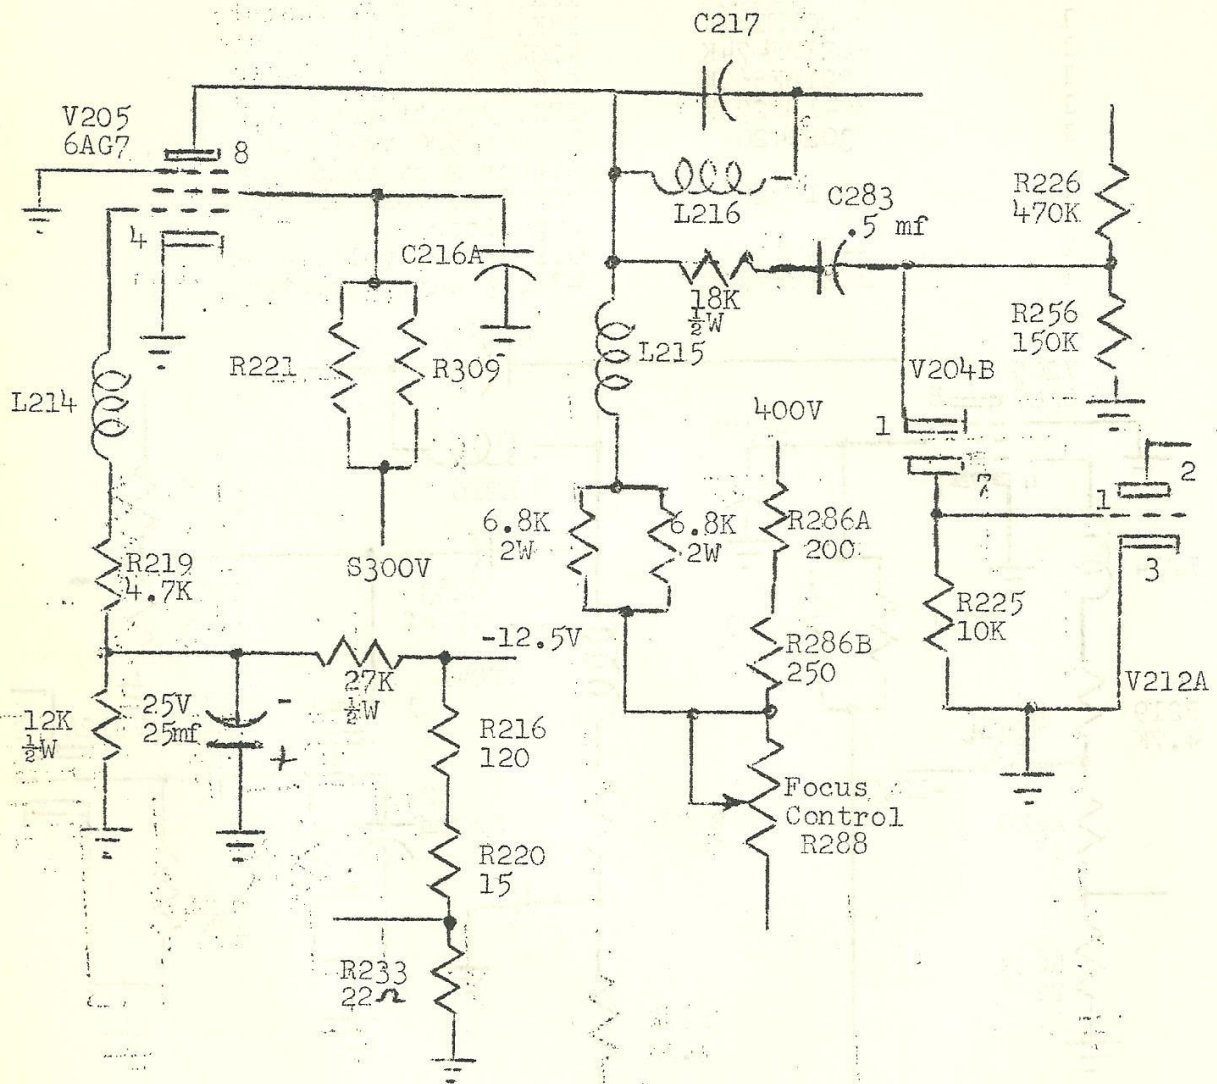 C217
V205
6AG7
8
4
L216
C283
.5 mf
R226
470K
C216A
18K
½W
R256
150K
L215
R221
R309
V204B
L214
400V
1
7
2
1
3
6.8K
2W
6.8K
2W
R286A
200
R219
4.7K
S300V
R225
10K
-12.5V
R286B
250
27K
½W
V212A
12K
½W
25V
25mf
-
+
R216
120
Focus
Control
R288
R220
15
R233
22Ω